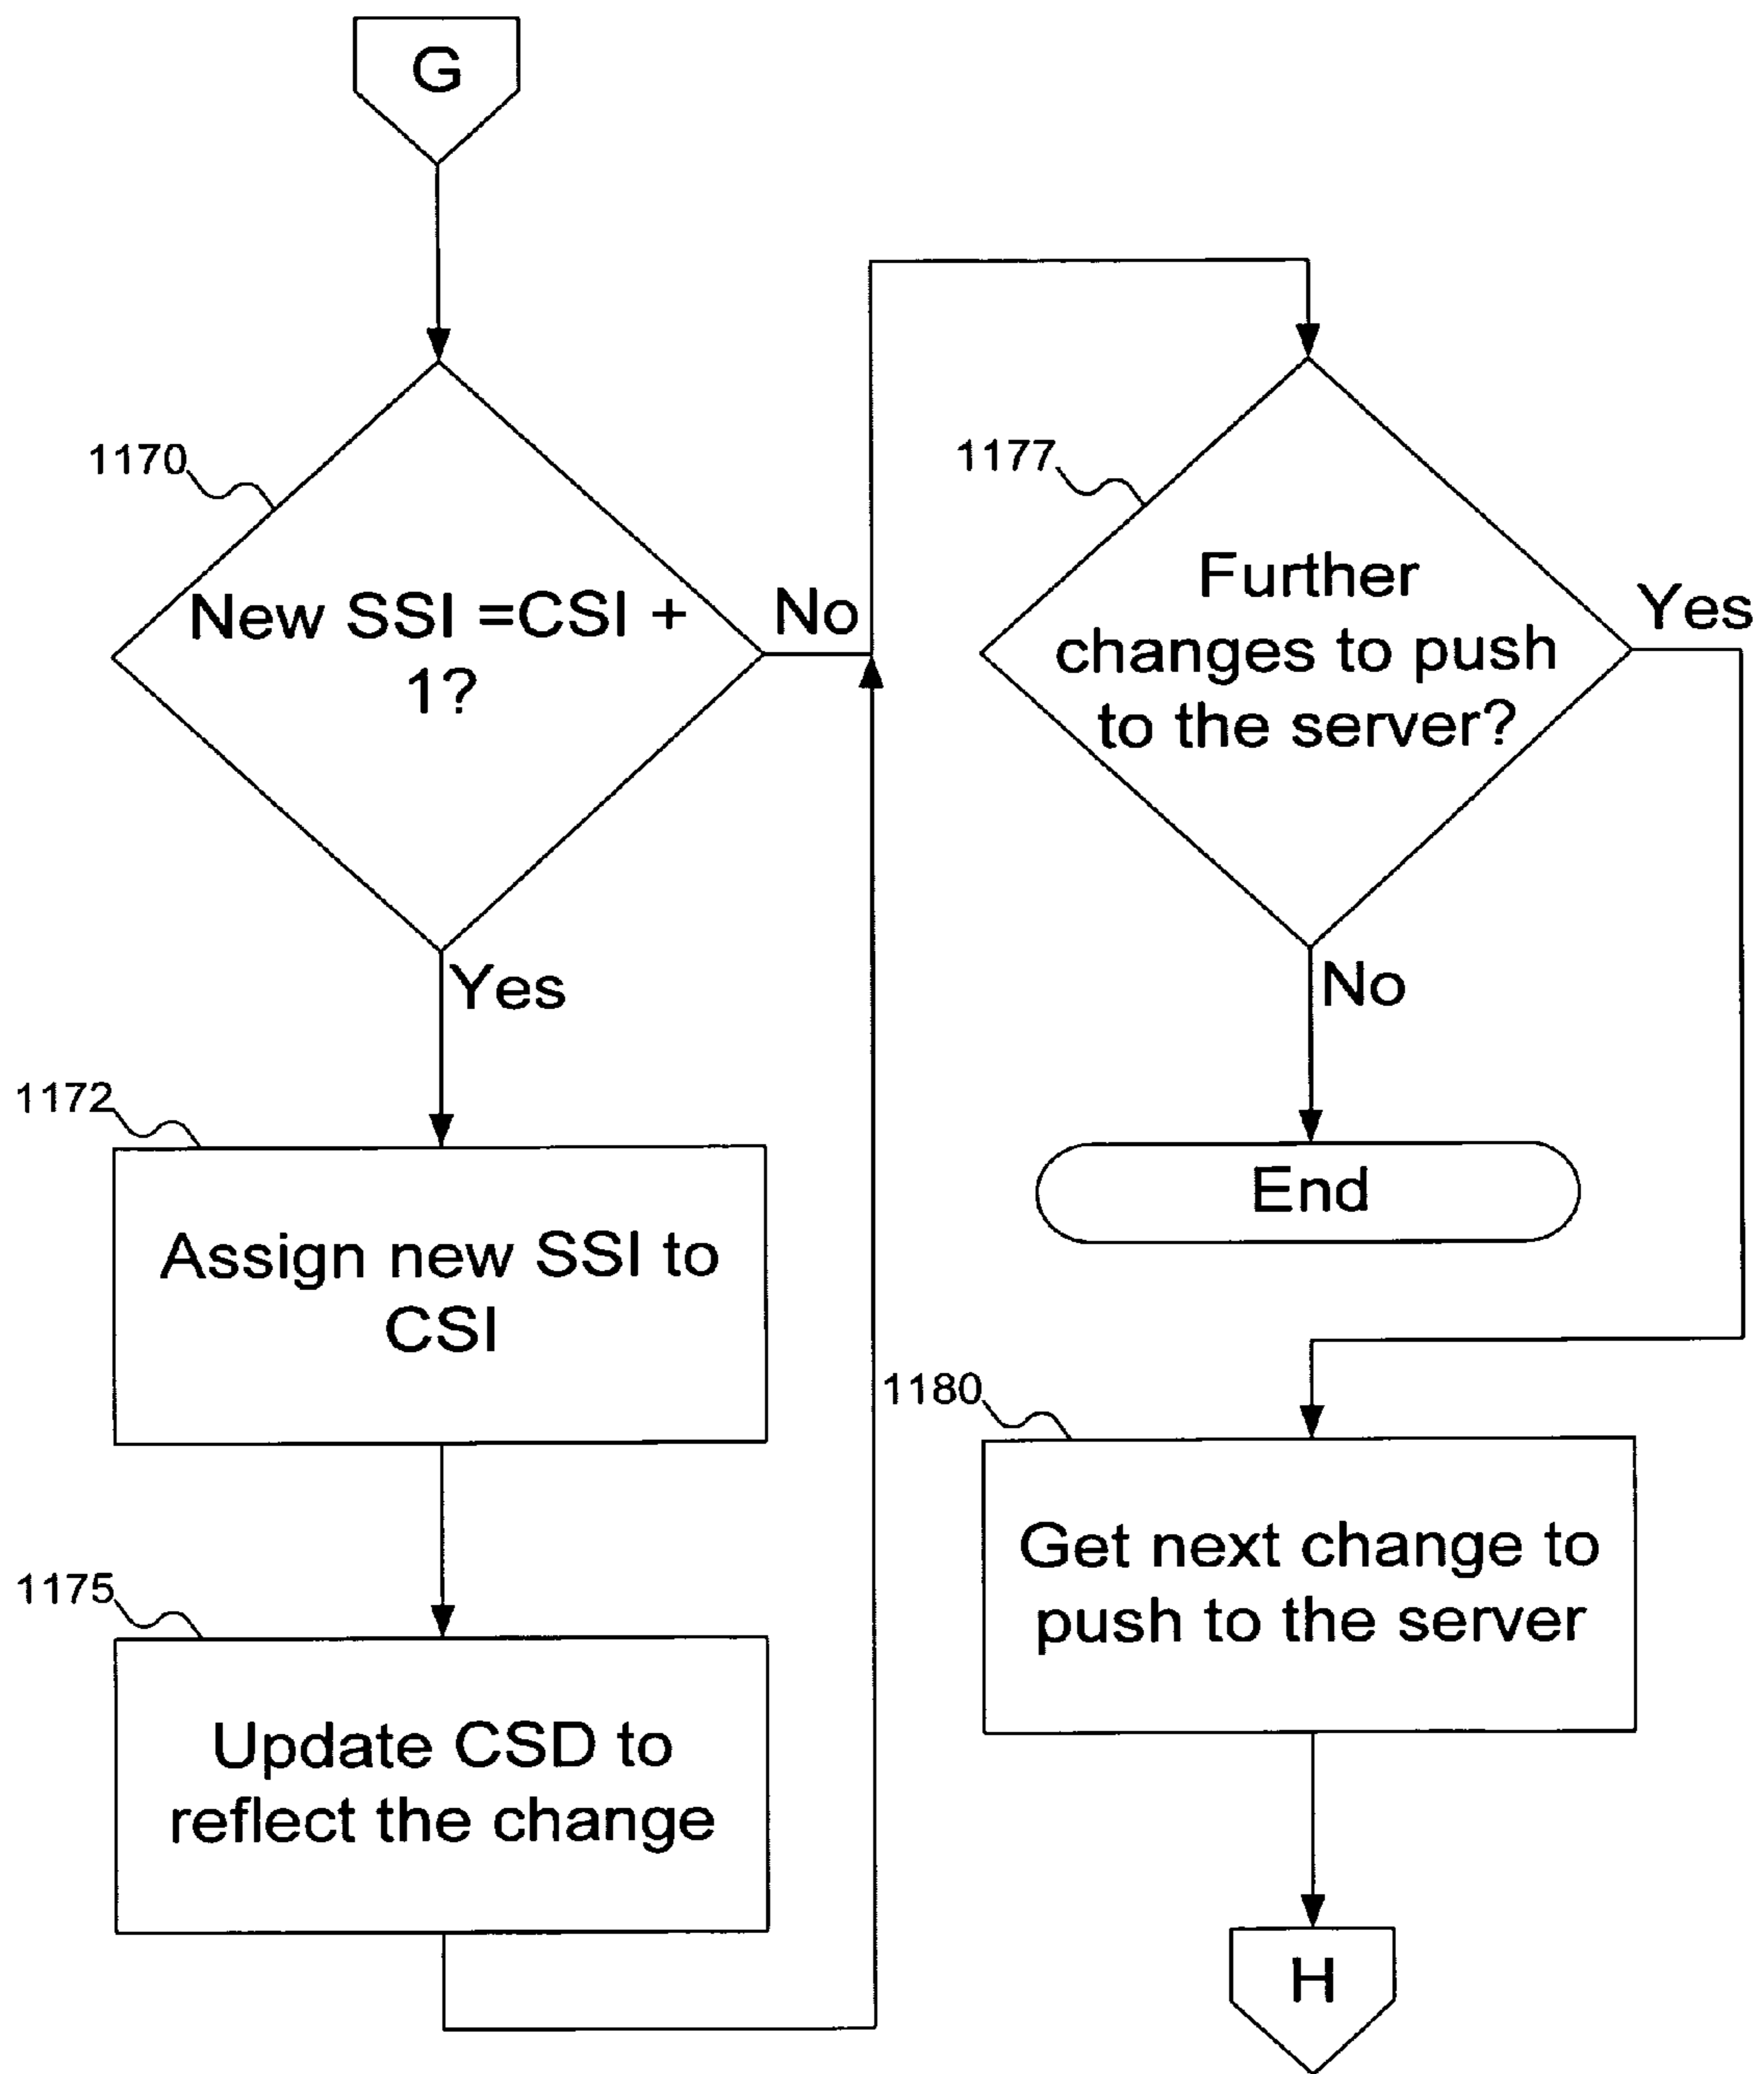 G
1170
New SSI =CSI +
1?
No
Yes
1172
Assign new SSI to
CSI
1175
Update CSD to
reflect the change
1177
Further
changes to push
to the server?
Yes
No
End
1180
Get next change to
push to the server
H